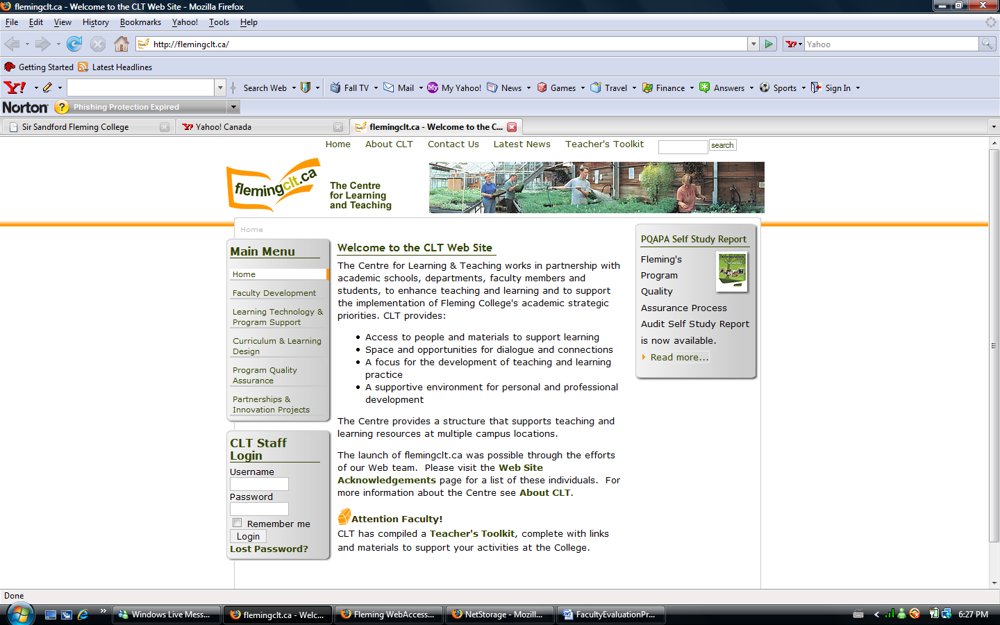 flemingclt.ca - Welcome to the CLT Web Site - Mozilla Firefox
File Edit View History Bookmarks Yahoo! Tools Help
http://flemingclt.ca/
Yahoo
Getting Started Latest Headlines
Y! Search Web Fall TV Mail My My Yahoo! News Games Travel Finance Answers Sports Sign In
Norton Phishing Protection Expired
Sir Sandford Fleming College Yahoo! Canada flemingclt.ca - Welcome to the C...
Home About CLT Contact Us Latest News Teacher's Toolkit search
flemingclt.ca
The Centre
for Learning
and Teaching
Home
Main Menu
Home
Faculty Development
Learning Technology &
Program Support
Curriculum & Learning
Design
Program Quality
Assurance
Partnerships &
Innovation Projects
CLT Staff
Login
Username
Password
Remember me
Login
Lost Password?
Welcome to the CLT Web Site
The Centre for Learning & Teaching works in partnership with
academic schools, departments, faculty members and
students, to enhance teaching and learning and to support
the implementation of Fleming College's academic strategic
priorities. CLT provides:
• Access to people and materials to support learning
• Space and opportunities for dialogue and connections
• A focus for the development of teaching and learning
practice
• A supportive environment for personal and professional
development
The Centre provides a structure that supports teaching and
learning resources at multiple campus locations.
The launch of flemingclt.ca was possible through the efforts
of our Web team. Please visit the Web Site
Acknowledgements page for a list of these individuals. For
more information about the Centre see About CLT.
Attention Faculty!
CLT has compiled a Teacher's Toolkit, complete with links
and materials to support your activities at the College.
PQAPA Self Study Report
Fleming's
Program
Quality
Assurance Process
Audit Self Study Report
is now available.
Read more...
Done
Windows Live Mess... flemingclt.ca - Welc... Fleming WebAccess... NetStorage - Mozill... FacultyEvaluationPr... 6:27 PM